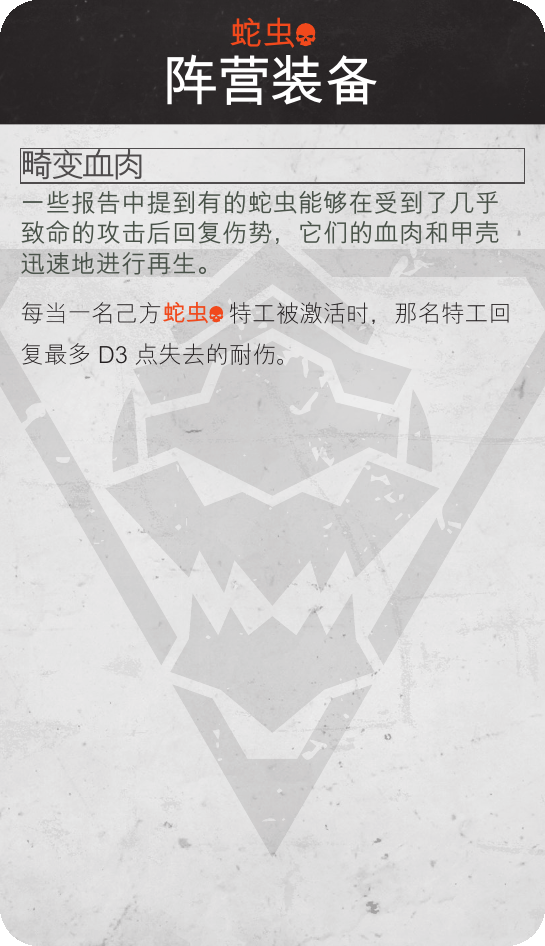 蛇虫
阵营装备
畸变血肉
一些报告中提到有的蛇虫能够在受到了几乎
致命的攻击后回复伤势，它们的血肉和甲壳
迅速地进行再生。
每当一名己方蛇虫特工被激活时，那名特工回
复最多 D3 点失去的耐伤。